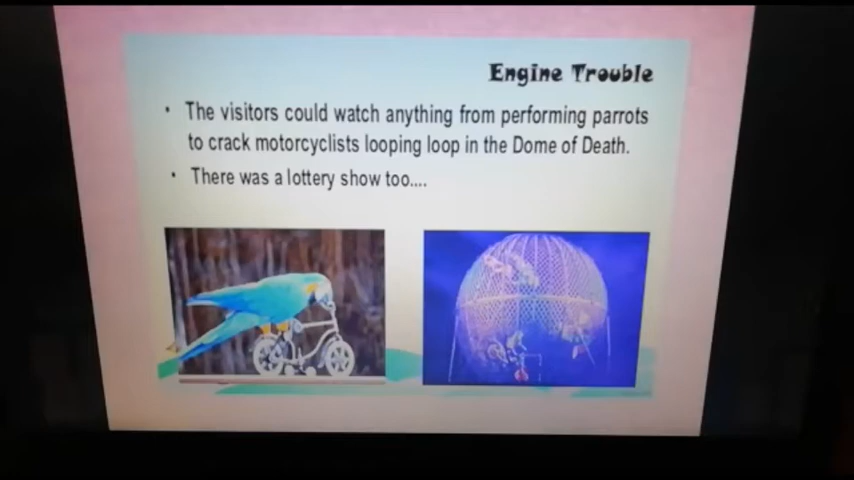 Engine Trouble
• The visitors could watch anything from performing parrots
to crack motorcyclists looping loop in the Dome of Death.
• There was a lottery show too....